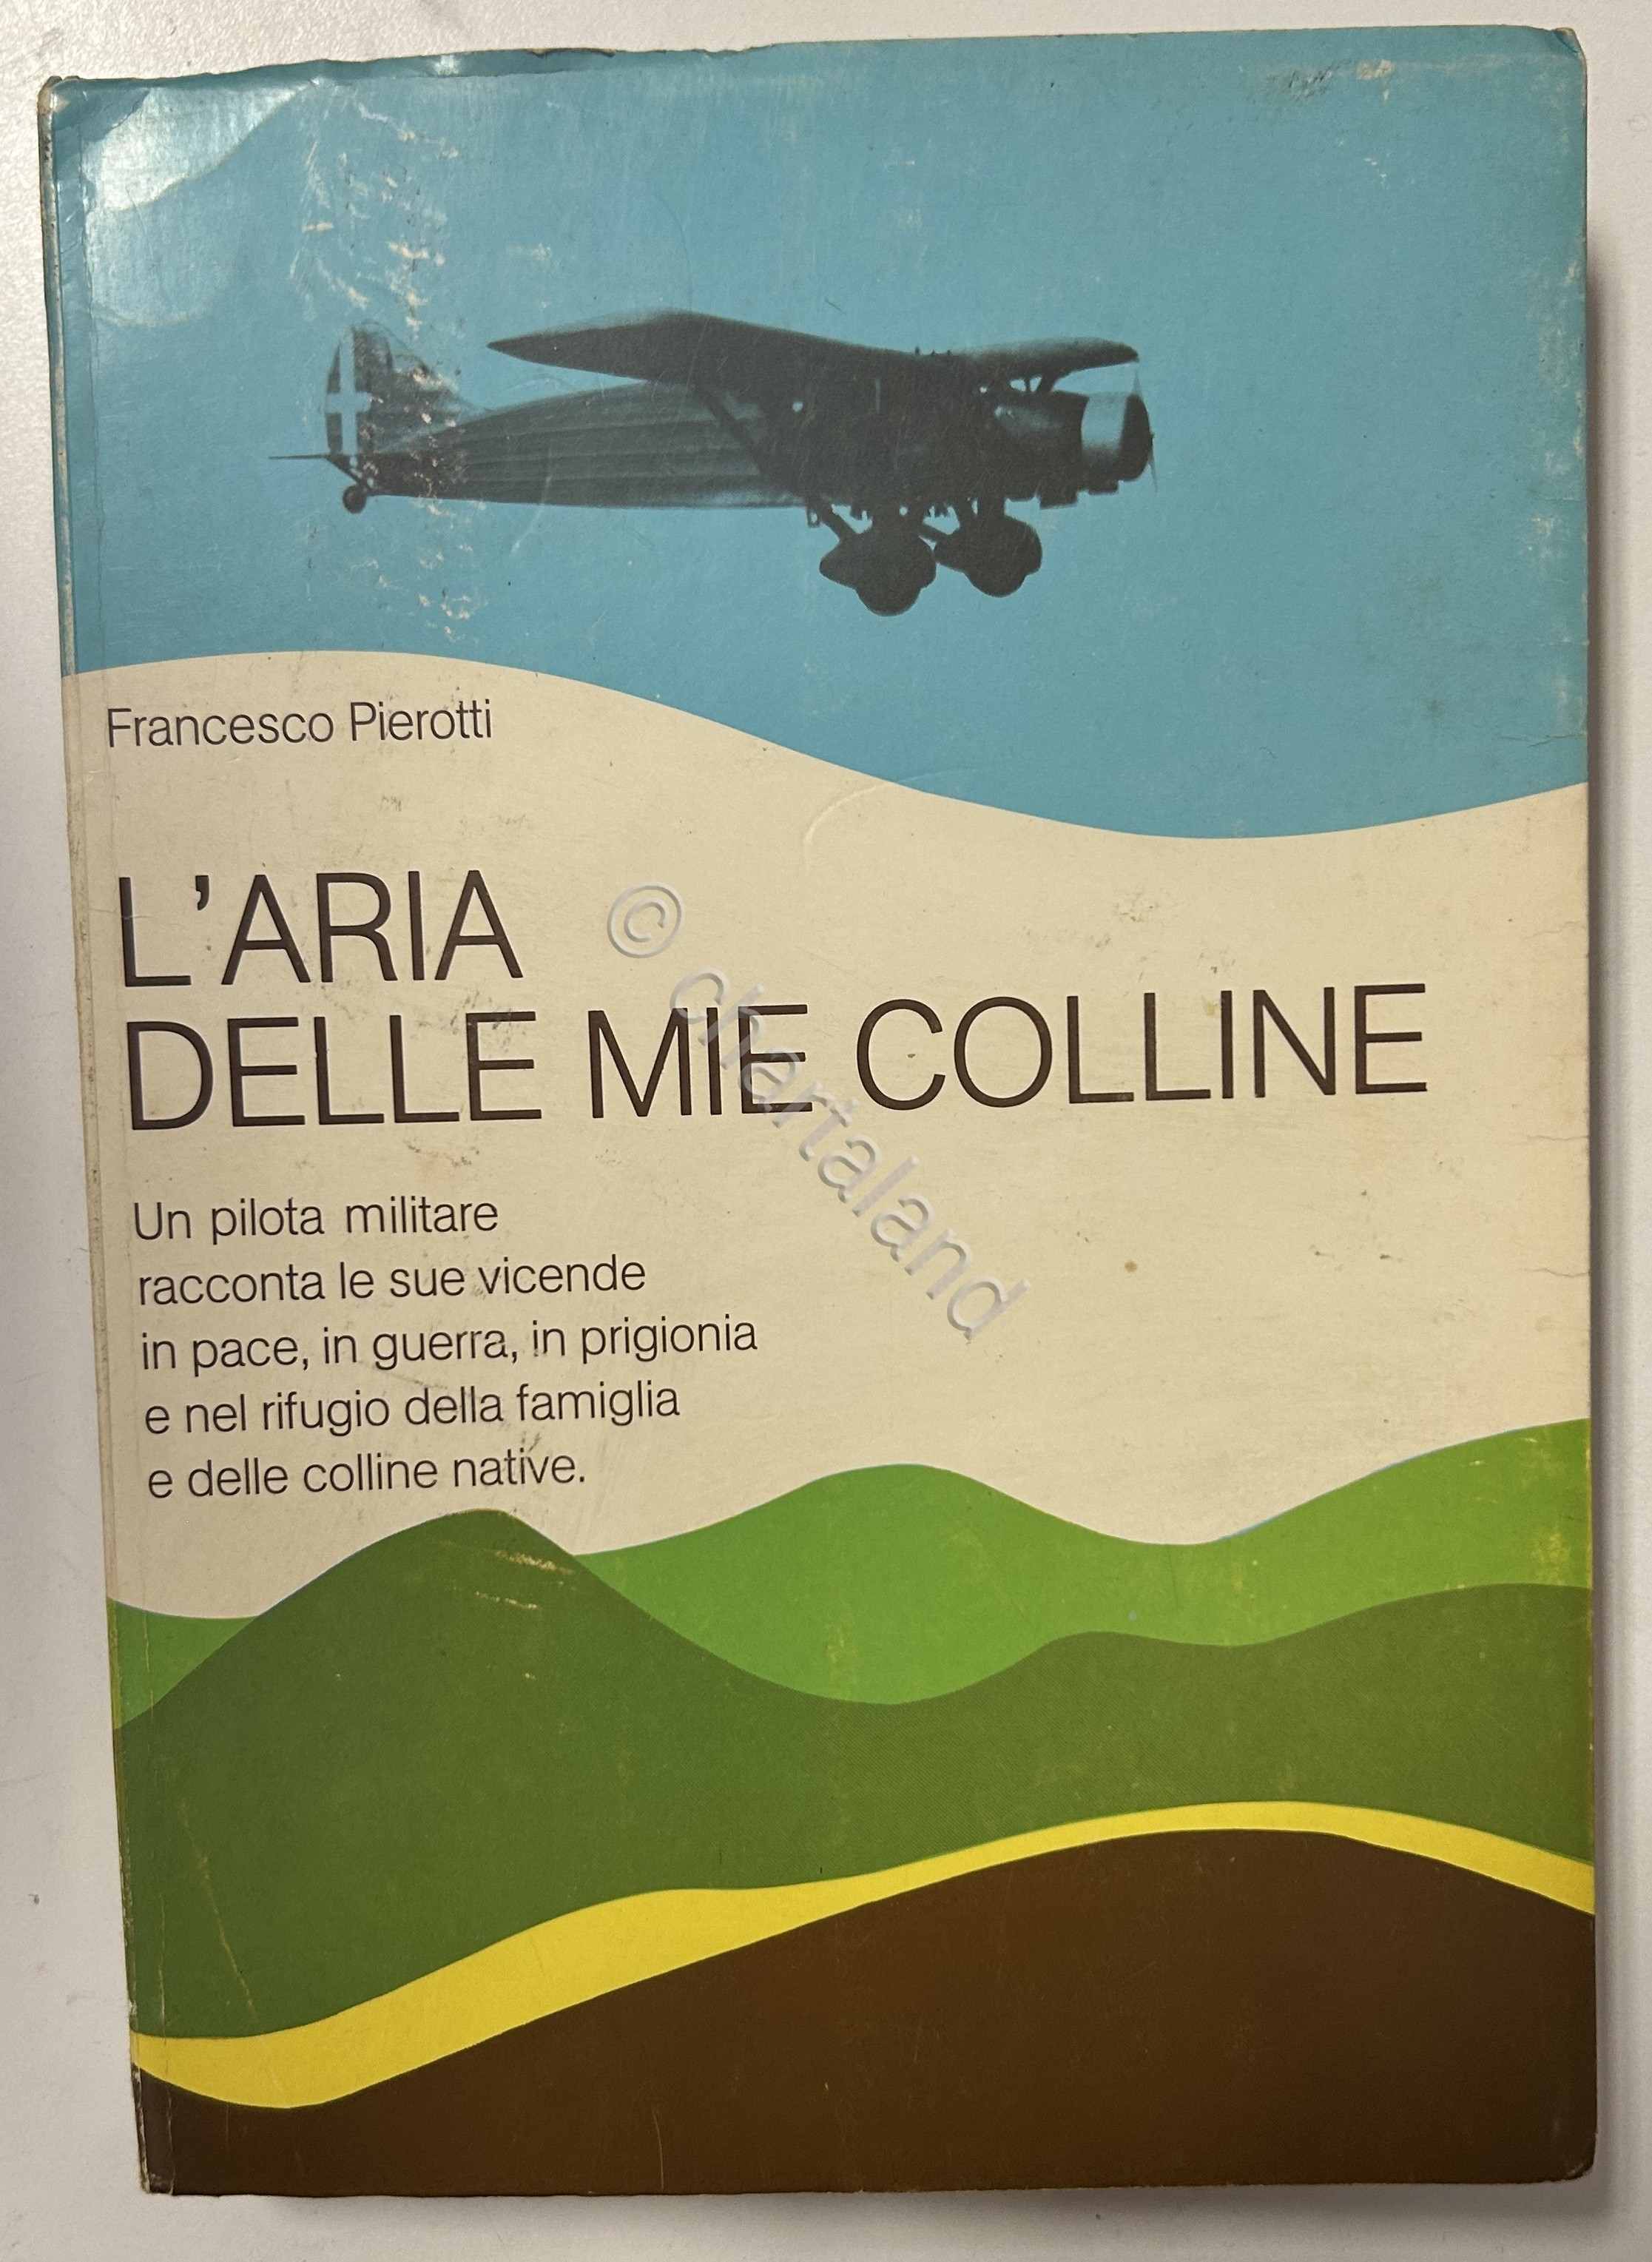 Francesco Pierotti
L'ARIA
DELLE MIE COLLINE
Un pilota militare
racconta le sue vicende
in pace, in guerra, in prigionia
e nel rifugio della famiglia
e delle colline native.
© chartaland